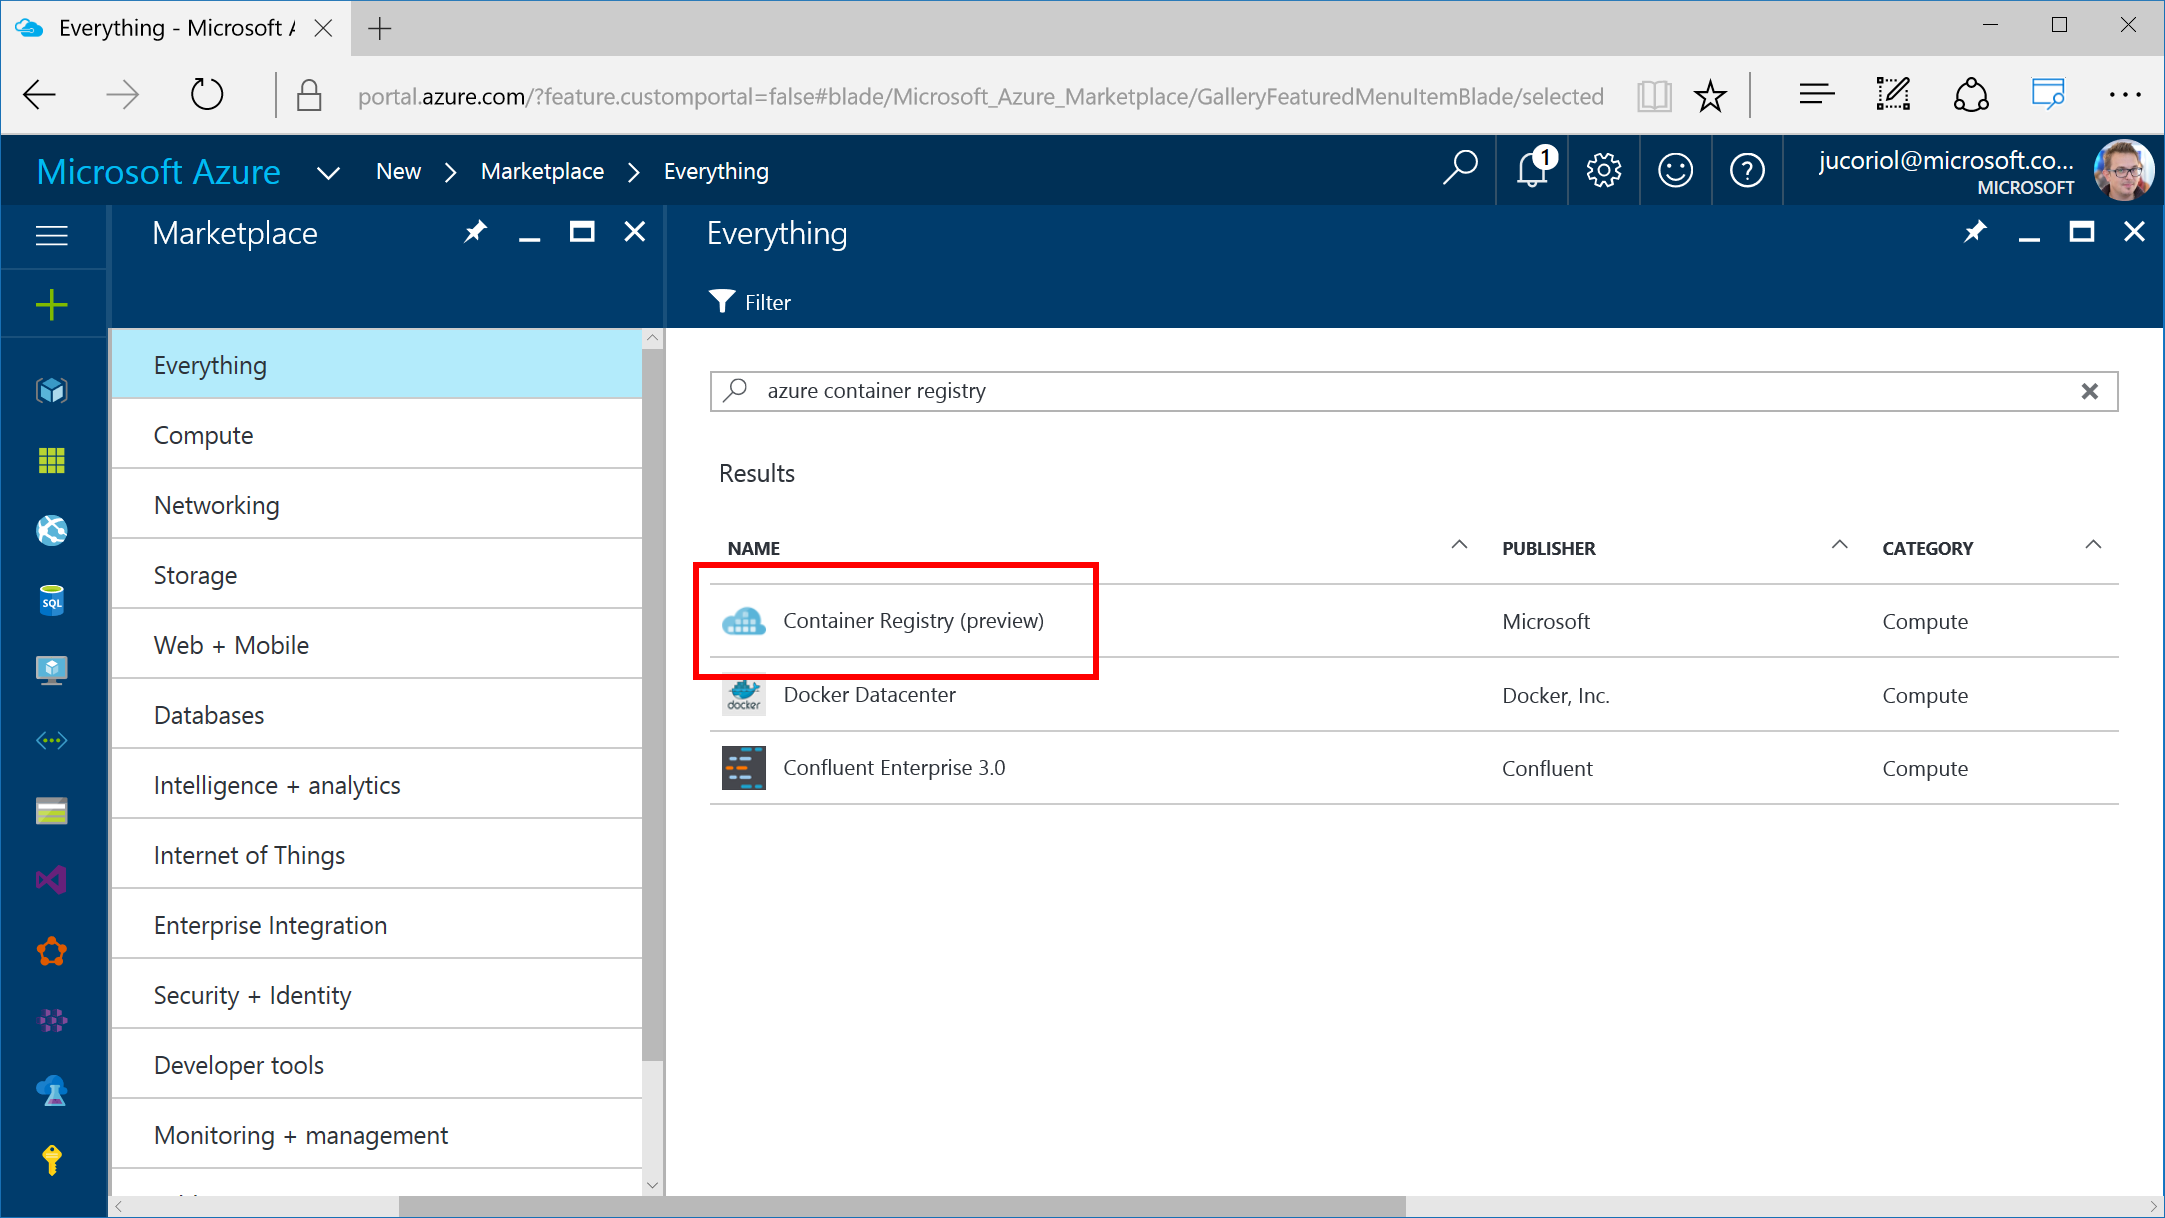 Everything - Microsoft A
portal.azure.com/?feature.customportal=false#blade/Microsoft_Azure_Marketplace/GalleryFeaturedMenuItemBlade/selected
Microsoft Azure
New
Marketplace
Everything
1
jucoriol@microsoft.co...
MICROSOFT
Marketplace
Everything
Compute
Networking
Storage
Web + Mobile
Databases
Intelligence + analytics
Internet of Things
Enterprise Integration
Security + Identity
Developer tools
Monitoring + management
SQL
Everything
Filter
azure container registry
Results
NAME PUBLISHER CATEGORY
Container Registry (preview) Microsoft Compute
docker Docker Datacenter Docker, Inc. Compute
Confluent Enterprise 3.0 Confluent Compute